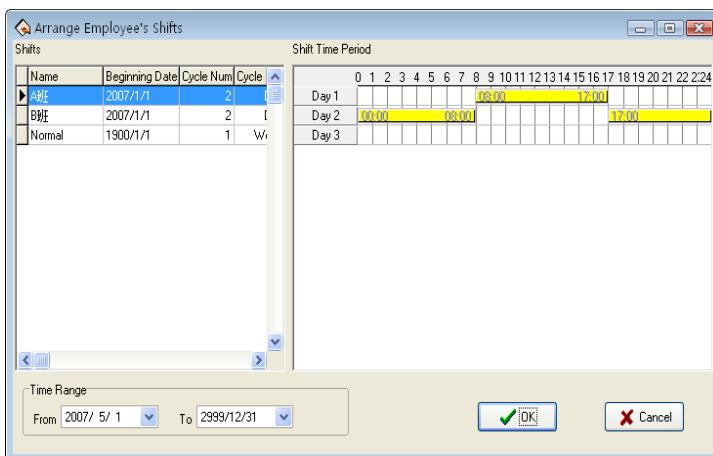 Arrange Employee's Shifts
Shifts
Shift Time Period
Name Beginning Date Cycle Num Cycle
A班 2007/1/1 2
B班 2007/1/1 2
Normal 1900/1/1 1
0 1 2 3 4 5 6 7 8 9 10 11 12 13 14 15 16 17 18 19 20 21 22 2324
Day 1 08:00 17:00
Day 2 00:00 08:00 17:00
Day 3
Time Range
From 2007/ 5/ 1 To 2999/12/31
OK
Cancel